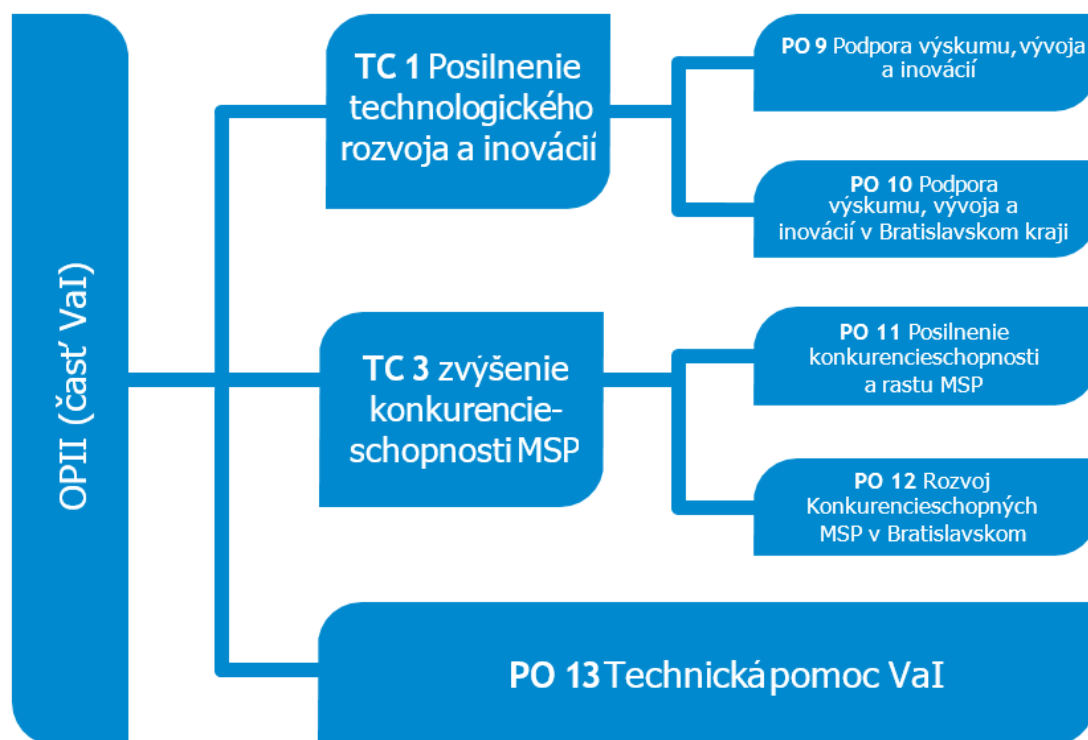 OPII (časť VaI)
TC 1 Posilnenie
technologického
rozvoja a inovácií
PO 9 Podpora výskumu, vývoja
a inovácií
PO 10 Podpora
výskumu, vývoja a
inovácií v Bratislavskom kraji
TC 3 zvýšenie
konkurencie-
schopnosti MSP
PO 11 Posilnenie
konkurencieschopnosti
a rastu MSP
PO 12 Rozvoj
Konkurencieschopných
MSP v Bratislavskom
PO 13 Technická pomoc VaI